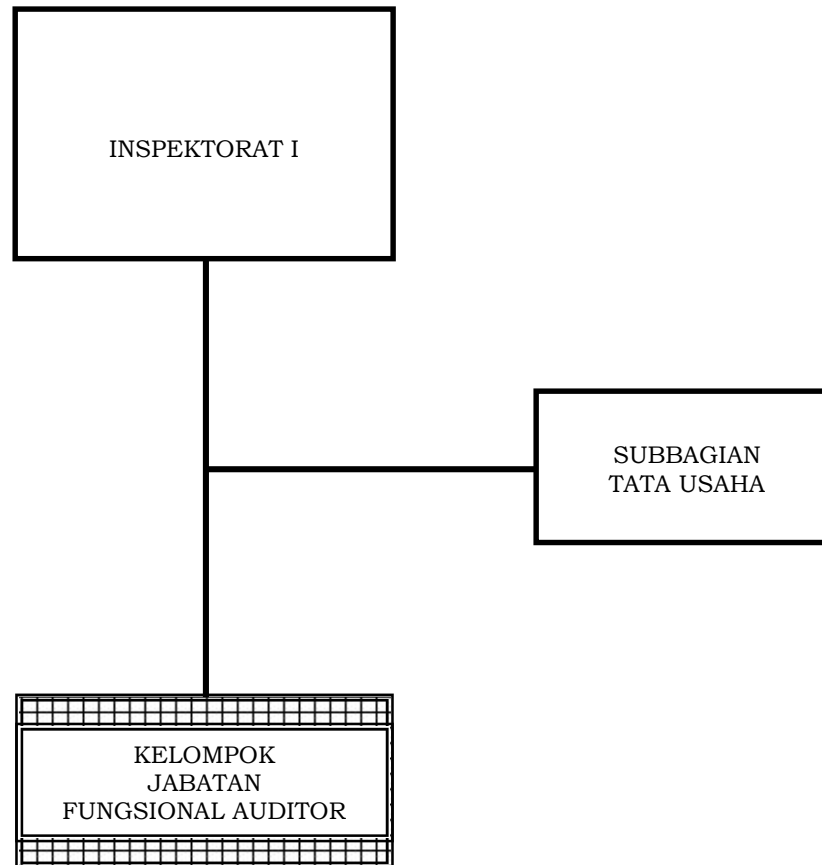 INSPEKTORAT I
SUBBAGIAN
TATA USAHA
KELOMPOK
JABATAN
FUNGSIONAL AUDITOR